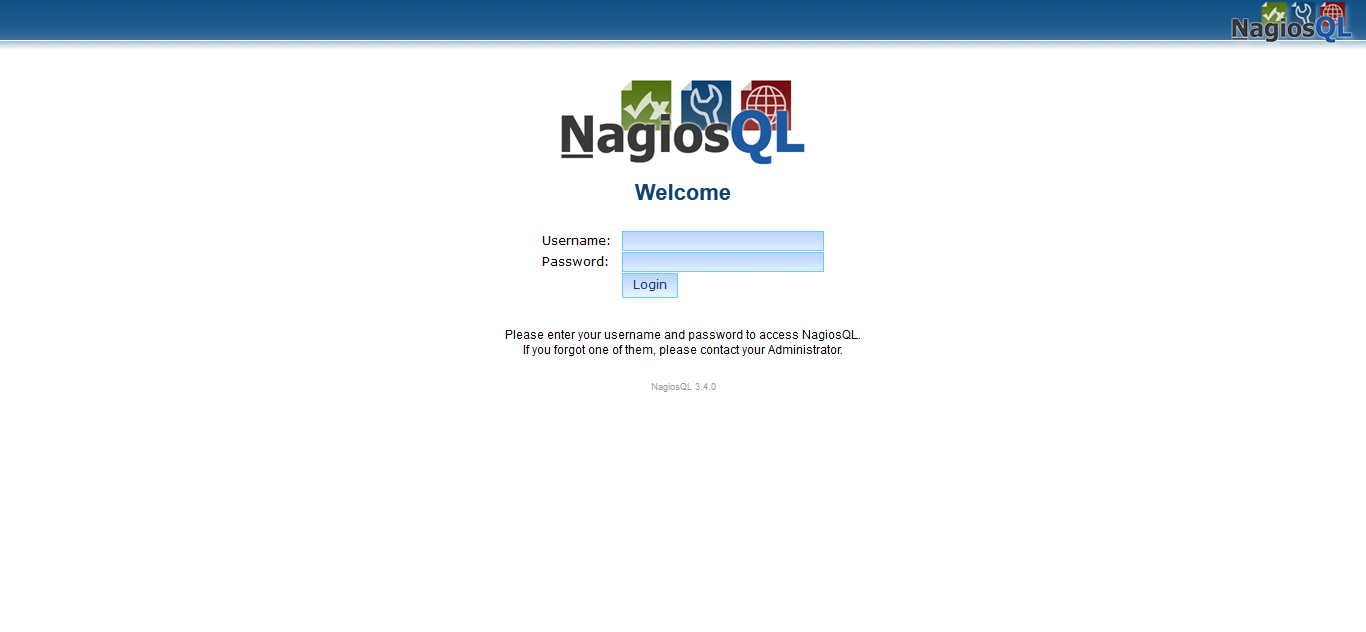 NagiosQL
NagiosQL
Welcome
Username:
Password:
Login
Please enter your username and password to access NagiosQL.
If you forgot one of them, please contact your Administrator.
NagiosQL 3.4.0